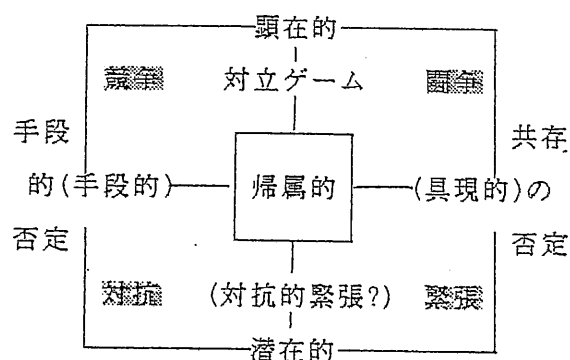 顕在的
競争 対立ゲーム 闘争
手段 共存
的(手段的) 帰属的 (具現的)の
否定 否定
対抗 (対抗的緊張?) 緊張
潜在的